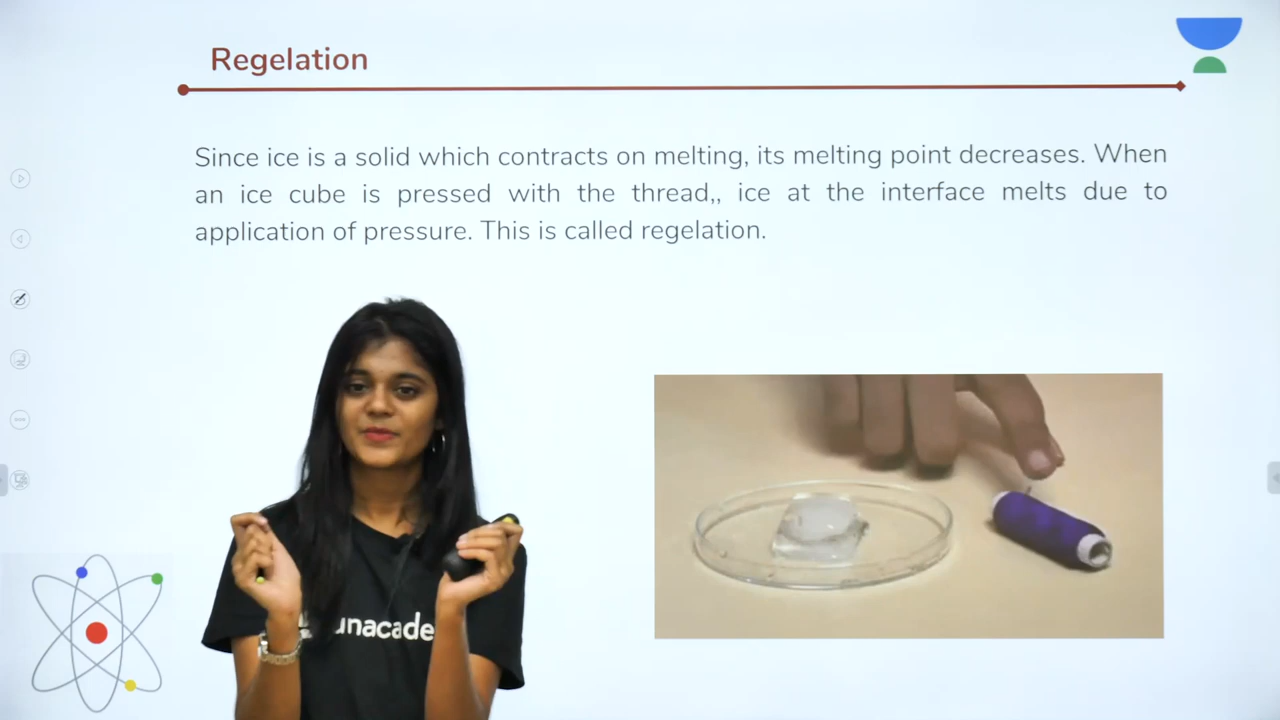 Regelation
Since ice is a solid which contracts on melting, its melting point decreases. When
an ice cube is pressed with the thread,, ice at the interface melts due to
application of pressure. This is called regelation.
unacade